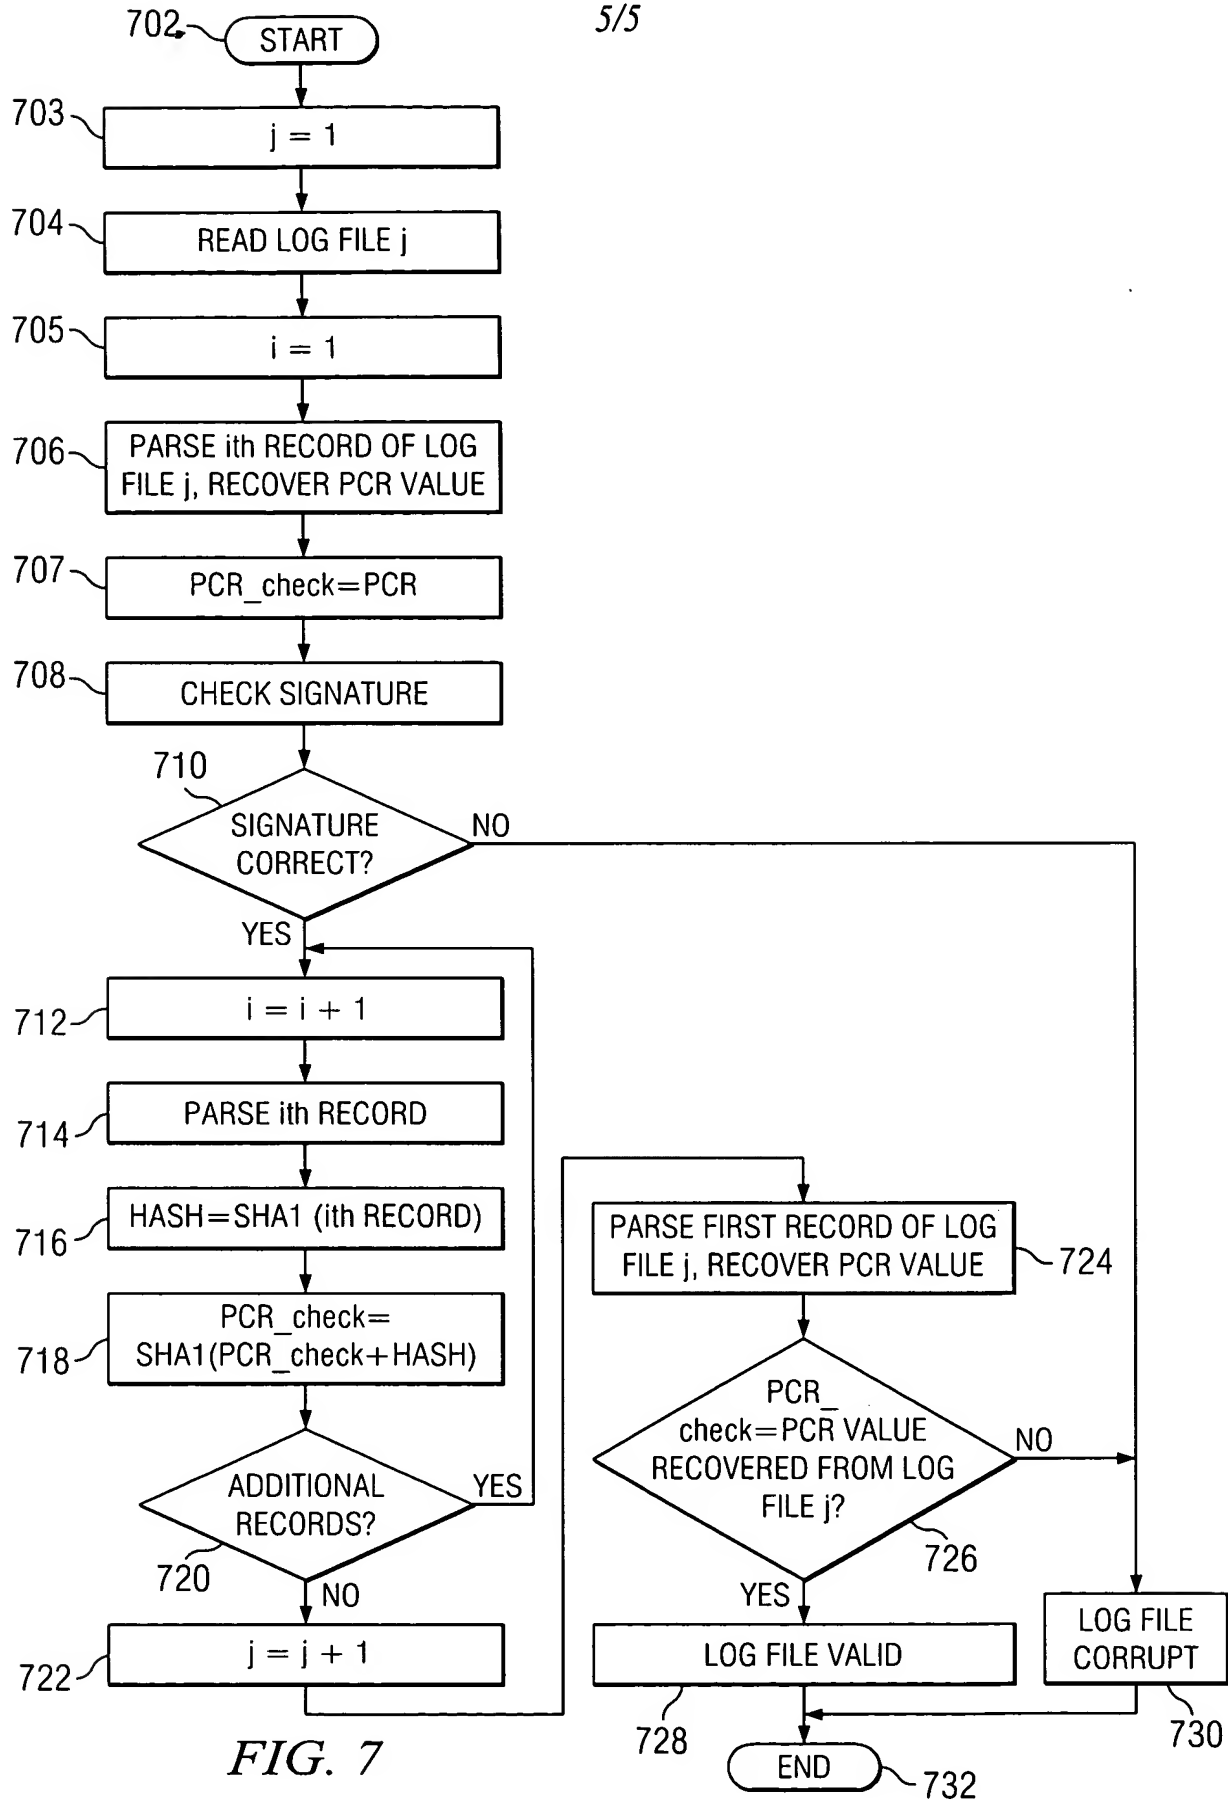 5/5
702
START
703
j = 1
704
READ LOG FILE j
705
i = 1
706
PARSE ith RECORD OF LOG
FILE j, RECOVER PCR VALUE
707
PCR_check=PCR
708
CHECK SIGNATURE
710
SIGNATURE
CORRECT?
NO
YES
712
i = i + 1
714
PARSE ith RECORD
716
HASH=SHA1 (ith RECORD)
718
PCR_check=
SHA1(PCR_check+HASH)
720
ADDITIONAL
RECORDS?
YES
NO
722
j = j + 1
PARSE FIRST RECORD OF LOG
FILE j, RECOVER PCR VALUE
724
PCR_
check=PCR VALUE
RECOVERED FROM LOG
FILE j?
NO
726
YES
LOG FILE VALID
728
LOG FILE
CORRUPT
730
END
732
FIG. 7